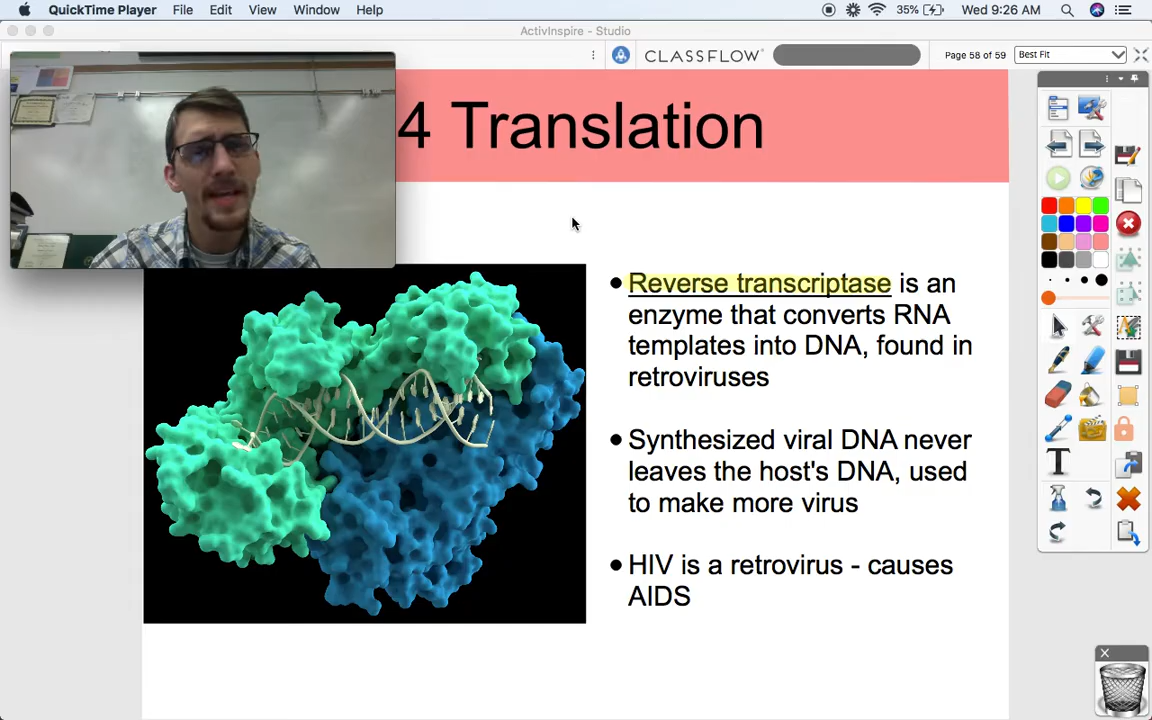 QuickTime Player File Edit View Window Help 35% Wed 9:26 AM
ActivInspire - Studio
CLASSFLOW Page 58 of 59 Best Fit
4 Translation
• Reverse transcriptase is an
enzyme that converts RNA
templates into DNA, found in
retroviruses
• Synthesized viral DNA never
leaves the host's DNA, used
to make more virus
• HIV is a retrovirus - causes
AIDS
T